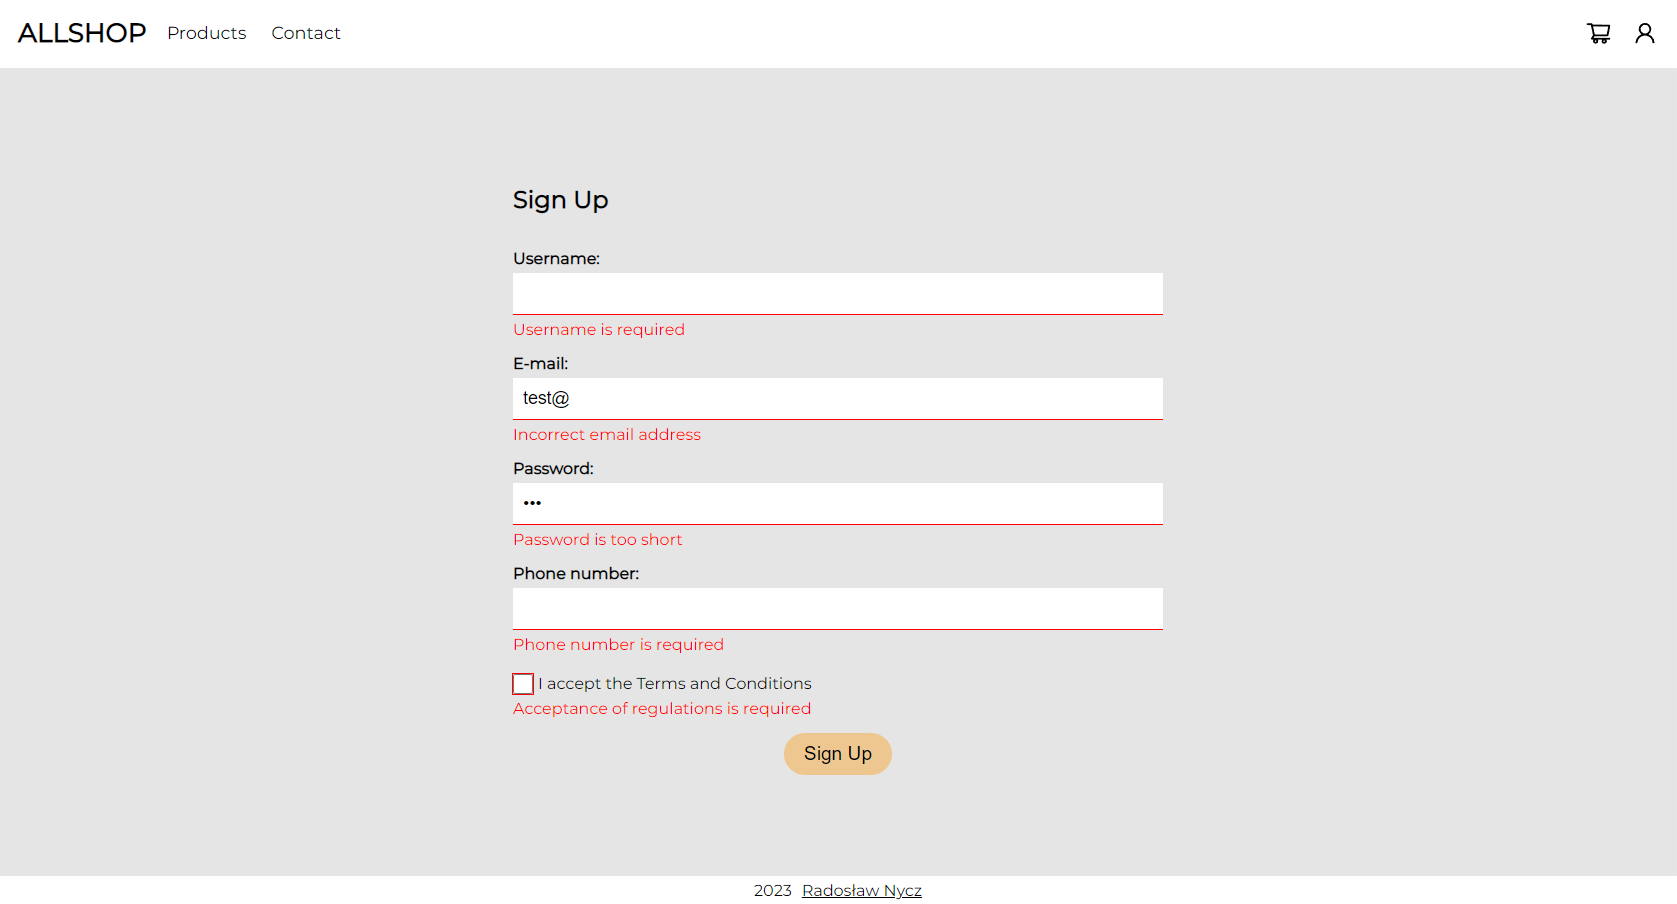 ALLSHOP Products Contact
Sign Up
Username:
Username is required
E-mail:
test@
Incorrect email address
Password:
•••
Password is too short
Phone number:
Phone number is required
I accept the Terms and Conditions
Acceptance of regulations is required
Sign Up
2023 Radosław Nycz